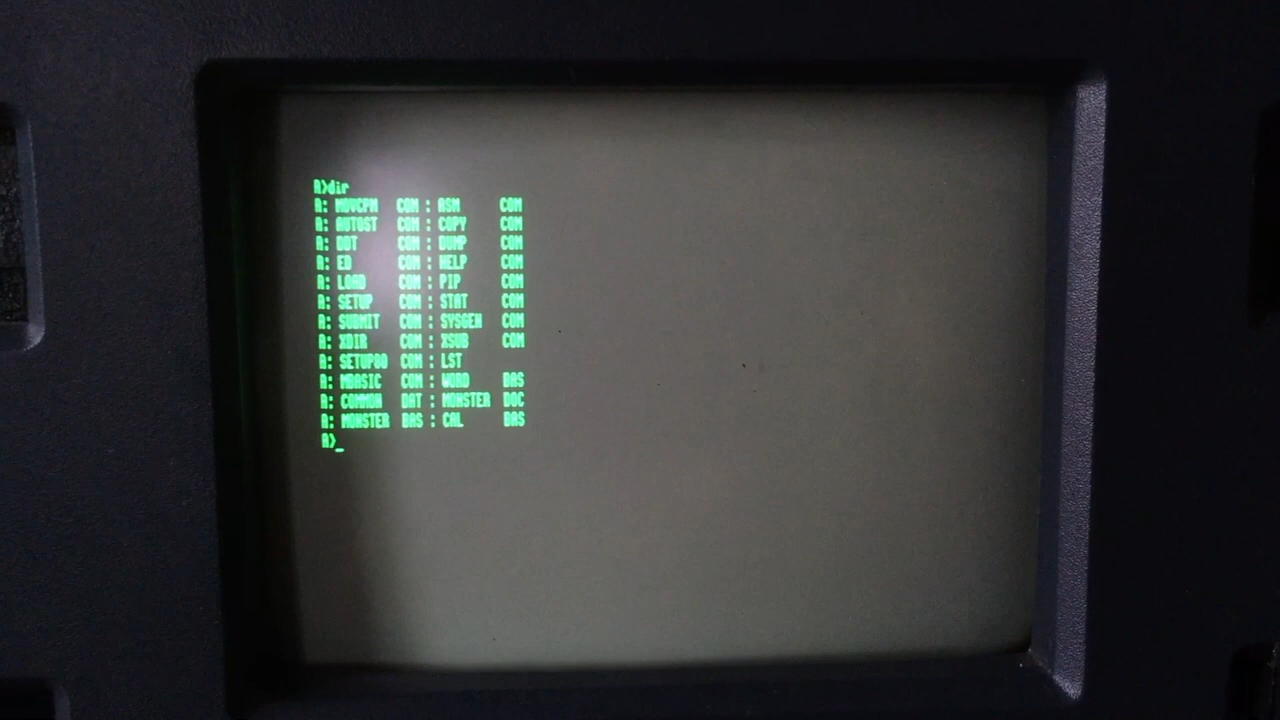 A>dir
A: MOVCPM   COM : ASM      COM
A: AUTOST   COM : COPY     COM
A: DDT      COM : DUMP     COM
A: ED       COM : HELP     COM
A: LOAD     COM : PIP      COM
A: SETUP    COM : STAT     COM
A: SUBMIT   COM : SYSGEN   COM
A: XDIR     COM : XSUB     COM
A: SETUP80  COM : LST
A: MBASIC   COM : WORD     BAS
A: COMMON   DAT : MONSTER  DOC
A: MONSTER  BAS : CAL      BAS
A>_